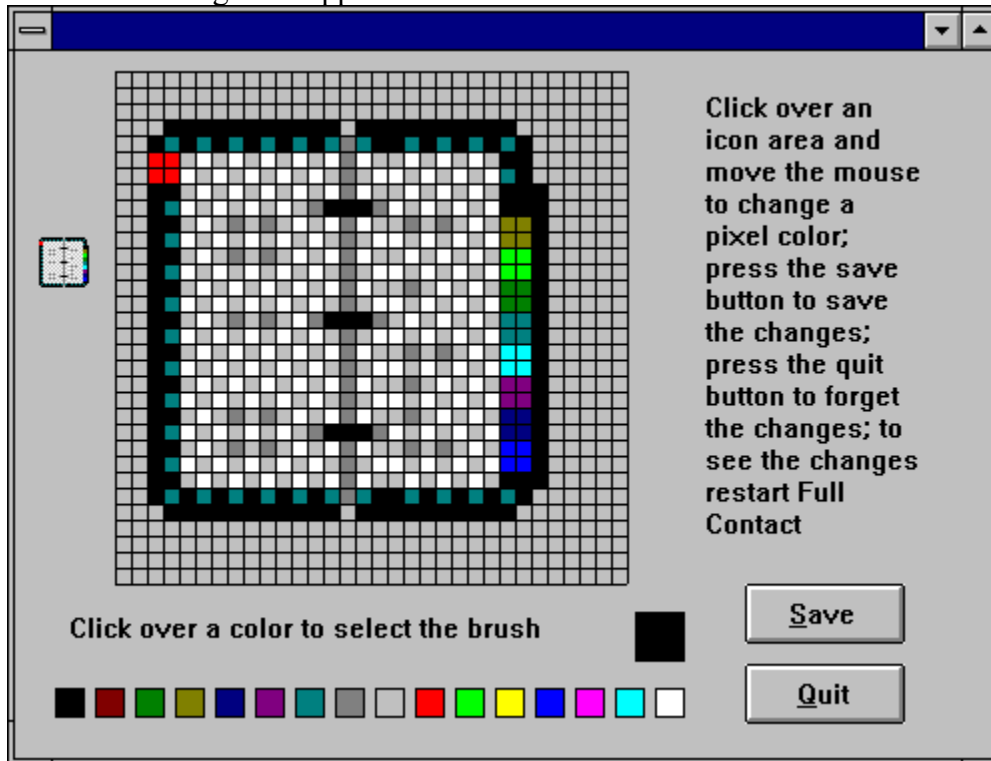 Click over an
icon area and
move the mouse
to change a
pixel color;
press the save
button to save
the changes;
press the quit
button to forget
the changes; to
see the changes
restart Full
Contact
Click over a color to select the brush
Save
Quit